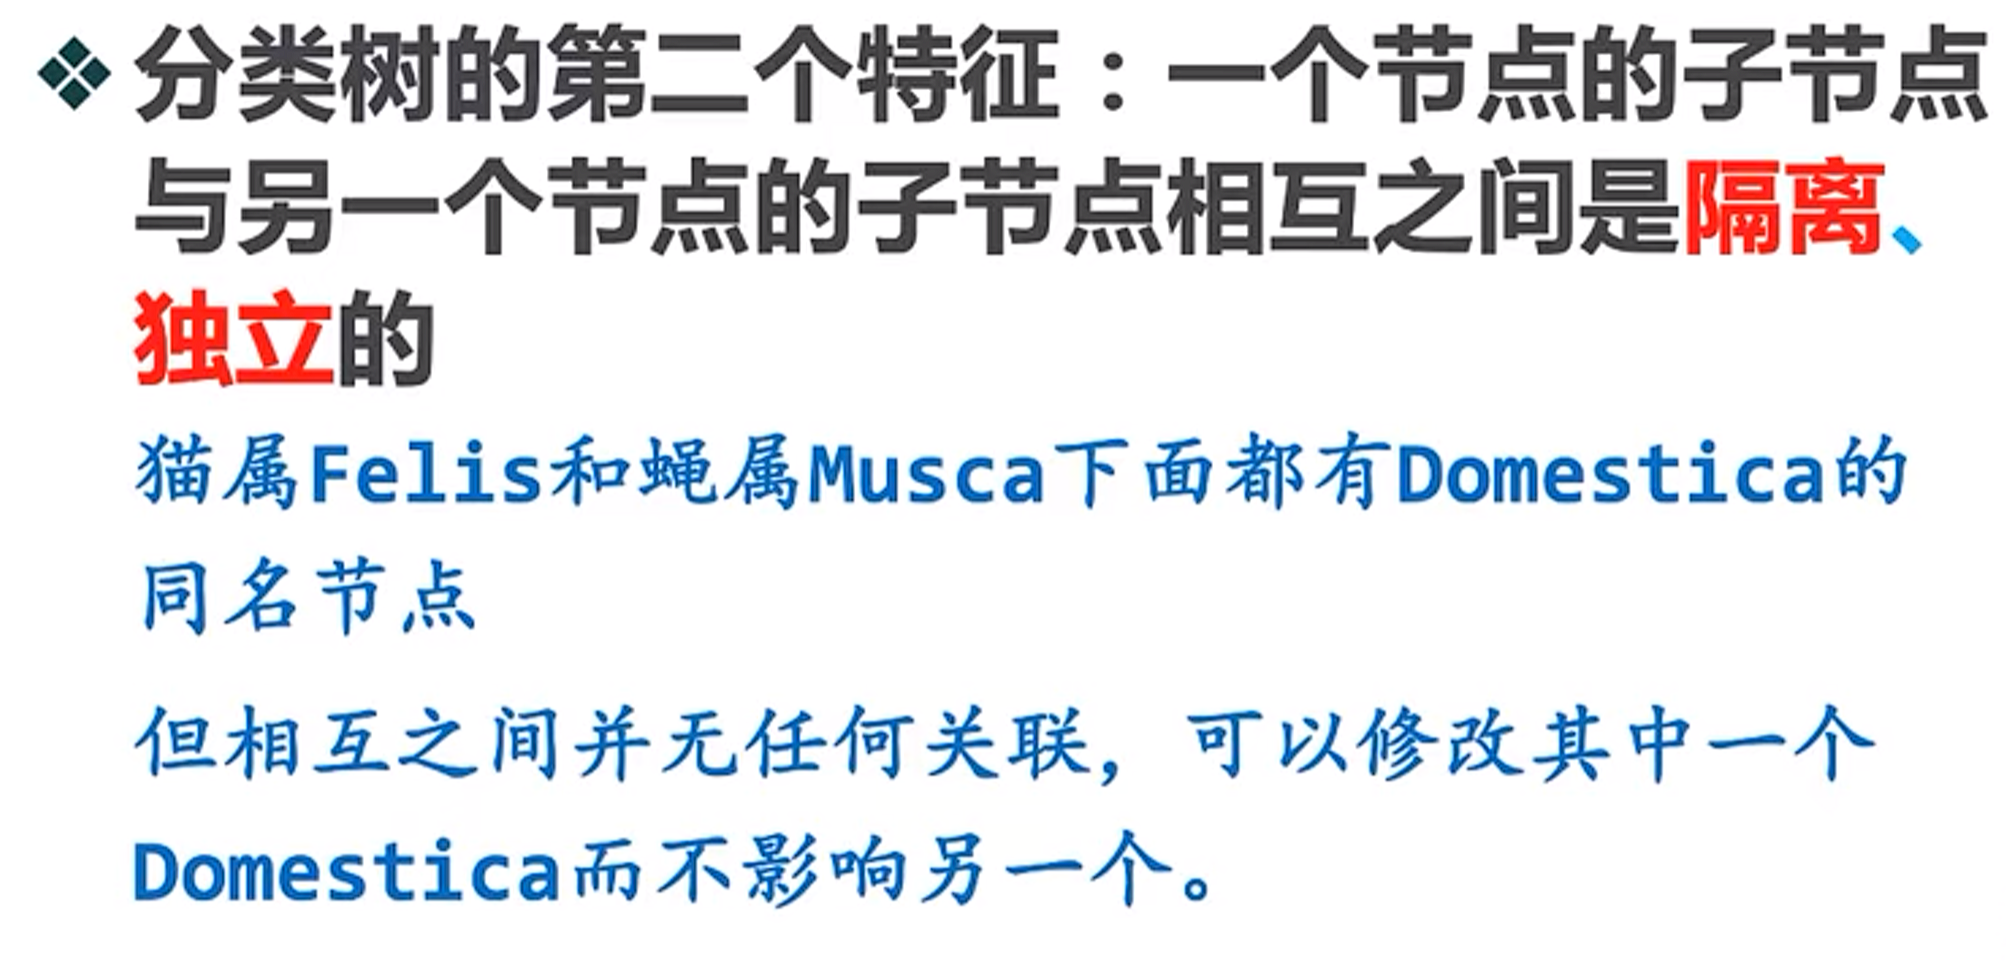 分类树的第二个特征：一个节点的子节点
与另一个节点的子节点相互之间是隔离、
独立的
猫属Felis和蝇属Musca下面都有Domestica的
同名节点
但相互之间并无任何关联，可以修改其中一个
Domestica而不影响另一个。